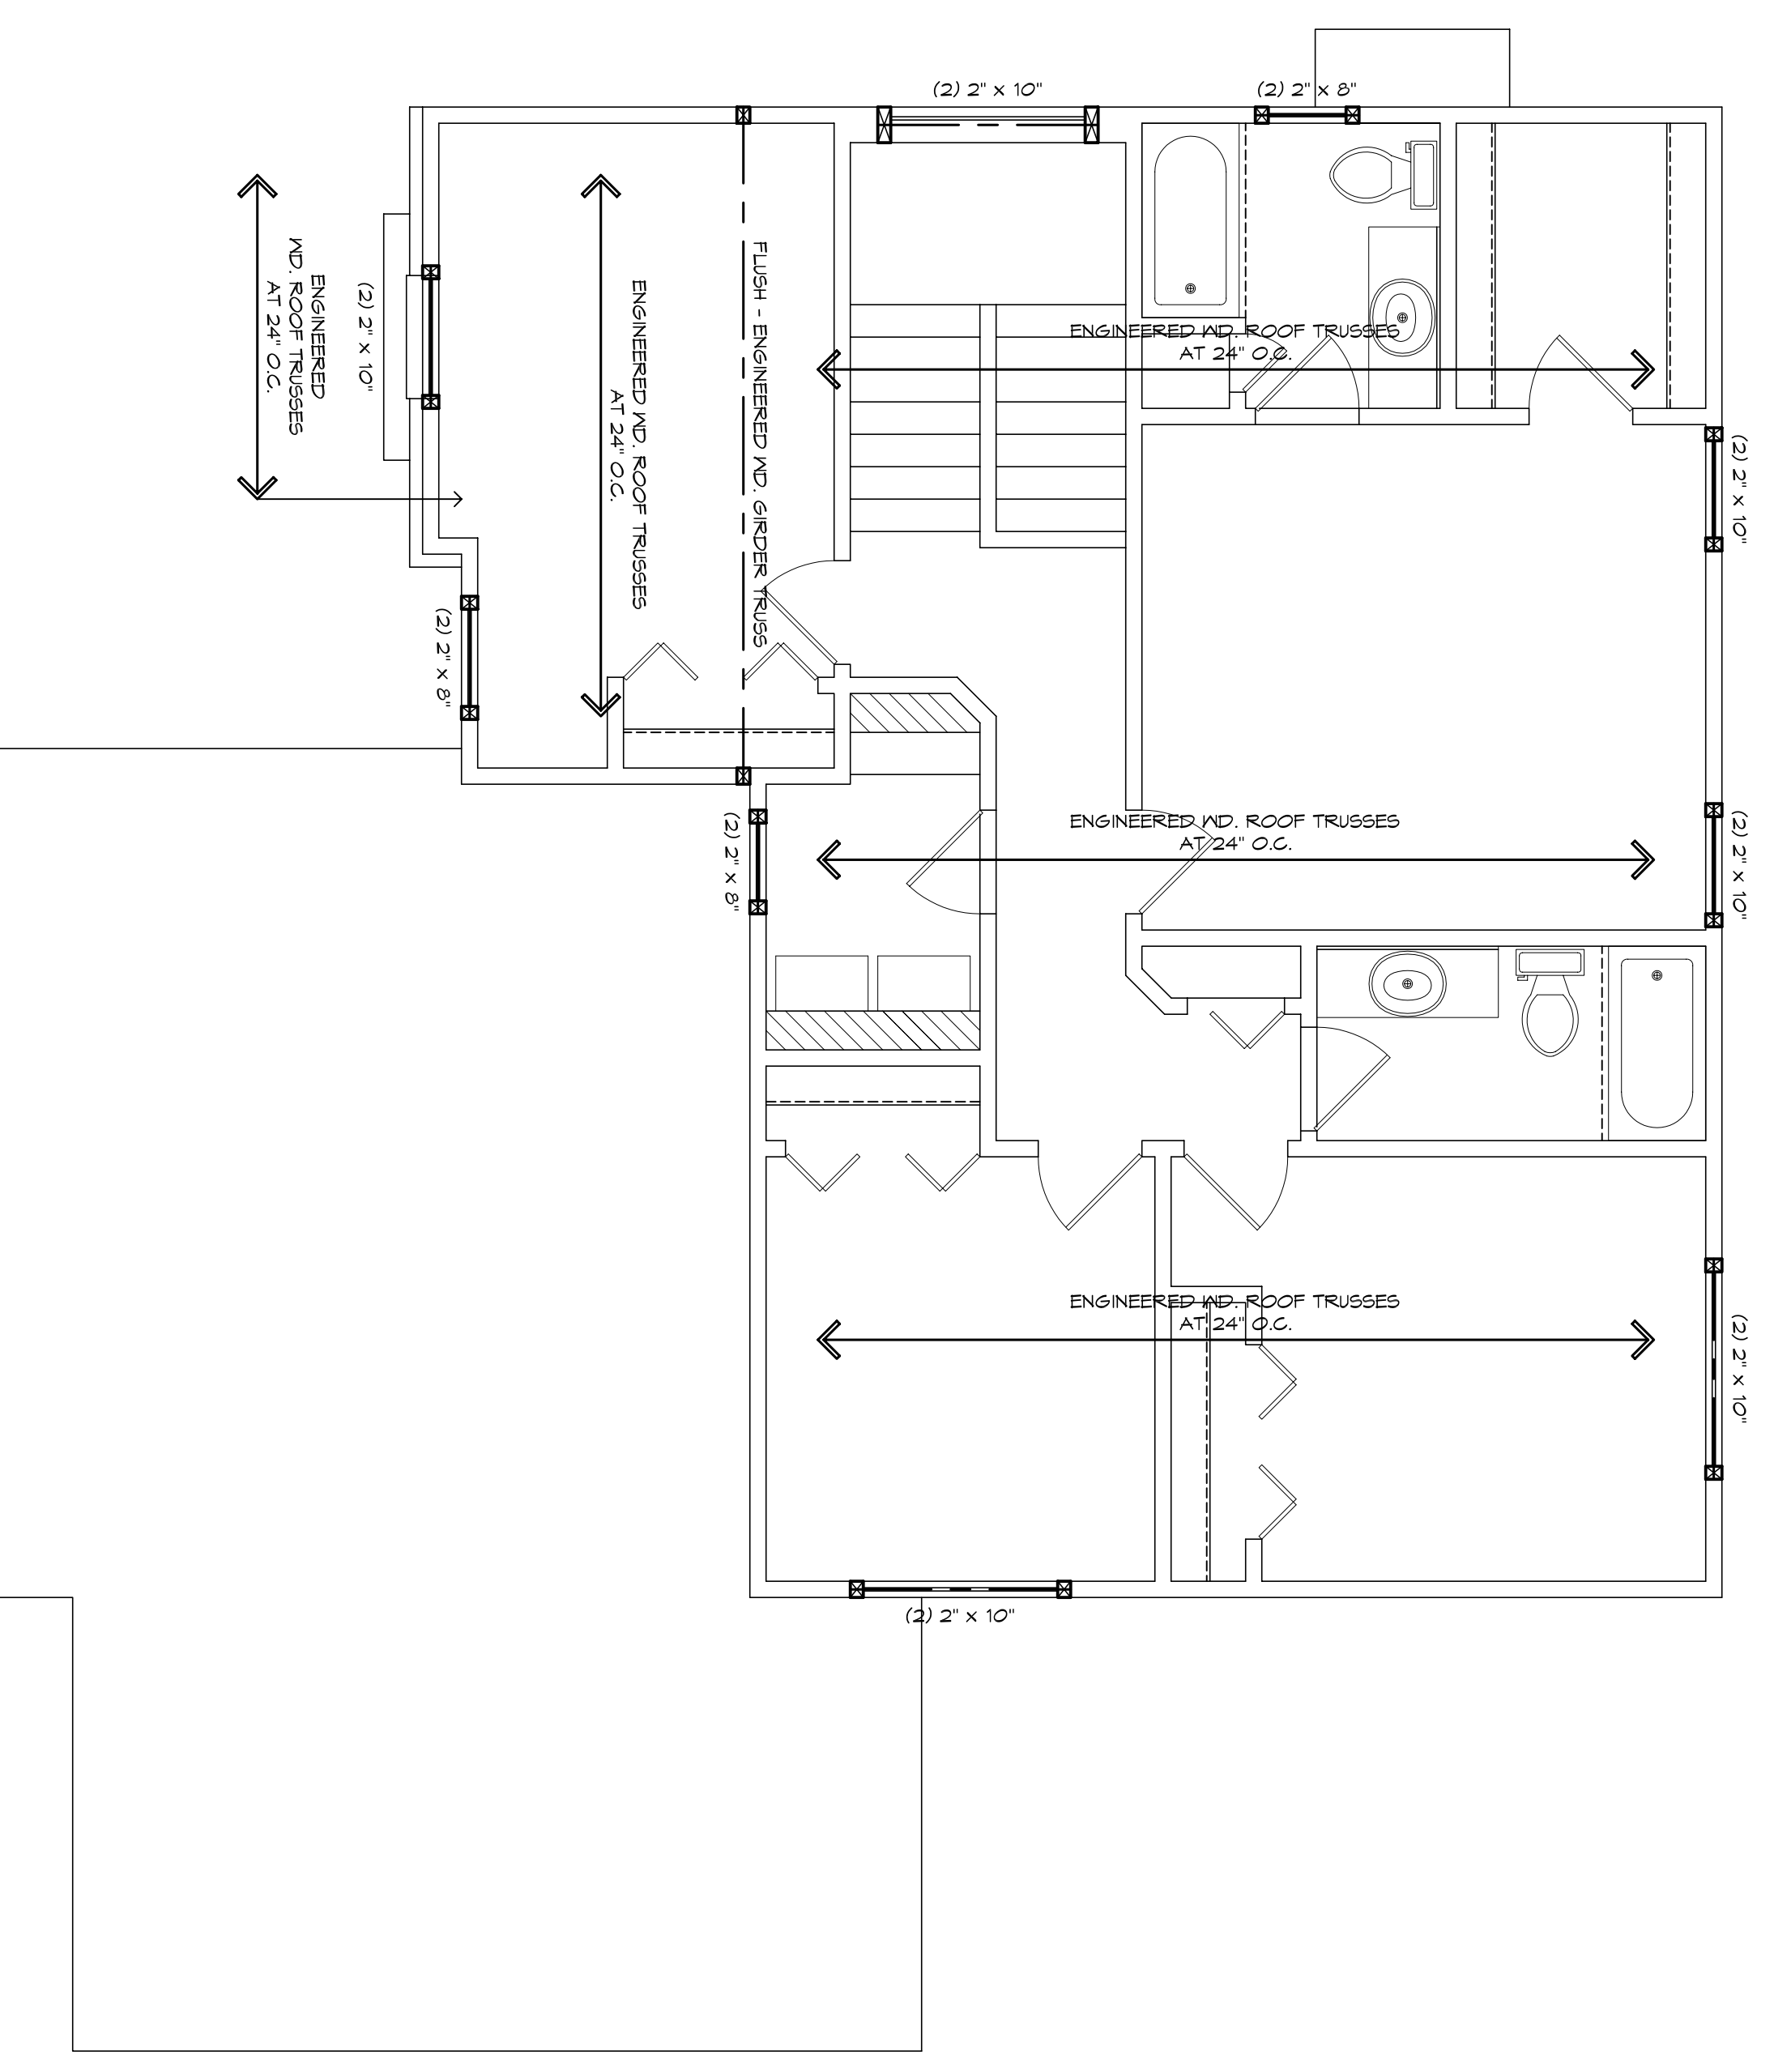 (2) 2" x 10"
(2) 2" x 8"
ENGINEERED
WD. ROOF TRUSSES
AT 24" O.C.
(2) 2" x 10"
ENGINEERED WD. ROOF TRUSSES
AT 24" O.C.
FLUSH - ENGINEERED WD. GIRDER TRUSS
ENGINEERED WD. ROOF TRUSSES
AT 24" O.C.
(2) 2" x 10"
(2) 2" x 8"
(2) 2" x 8"
ENGINEERED WD. ROOF TRUSSES
AT 24" O.C.
(2) 2" x 10"
ENGINEERED WD. ROOF TRUSSES
AT 24" O.C.
(2) 2" x 10"
(2) 2" x 10"